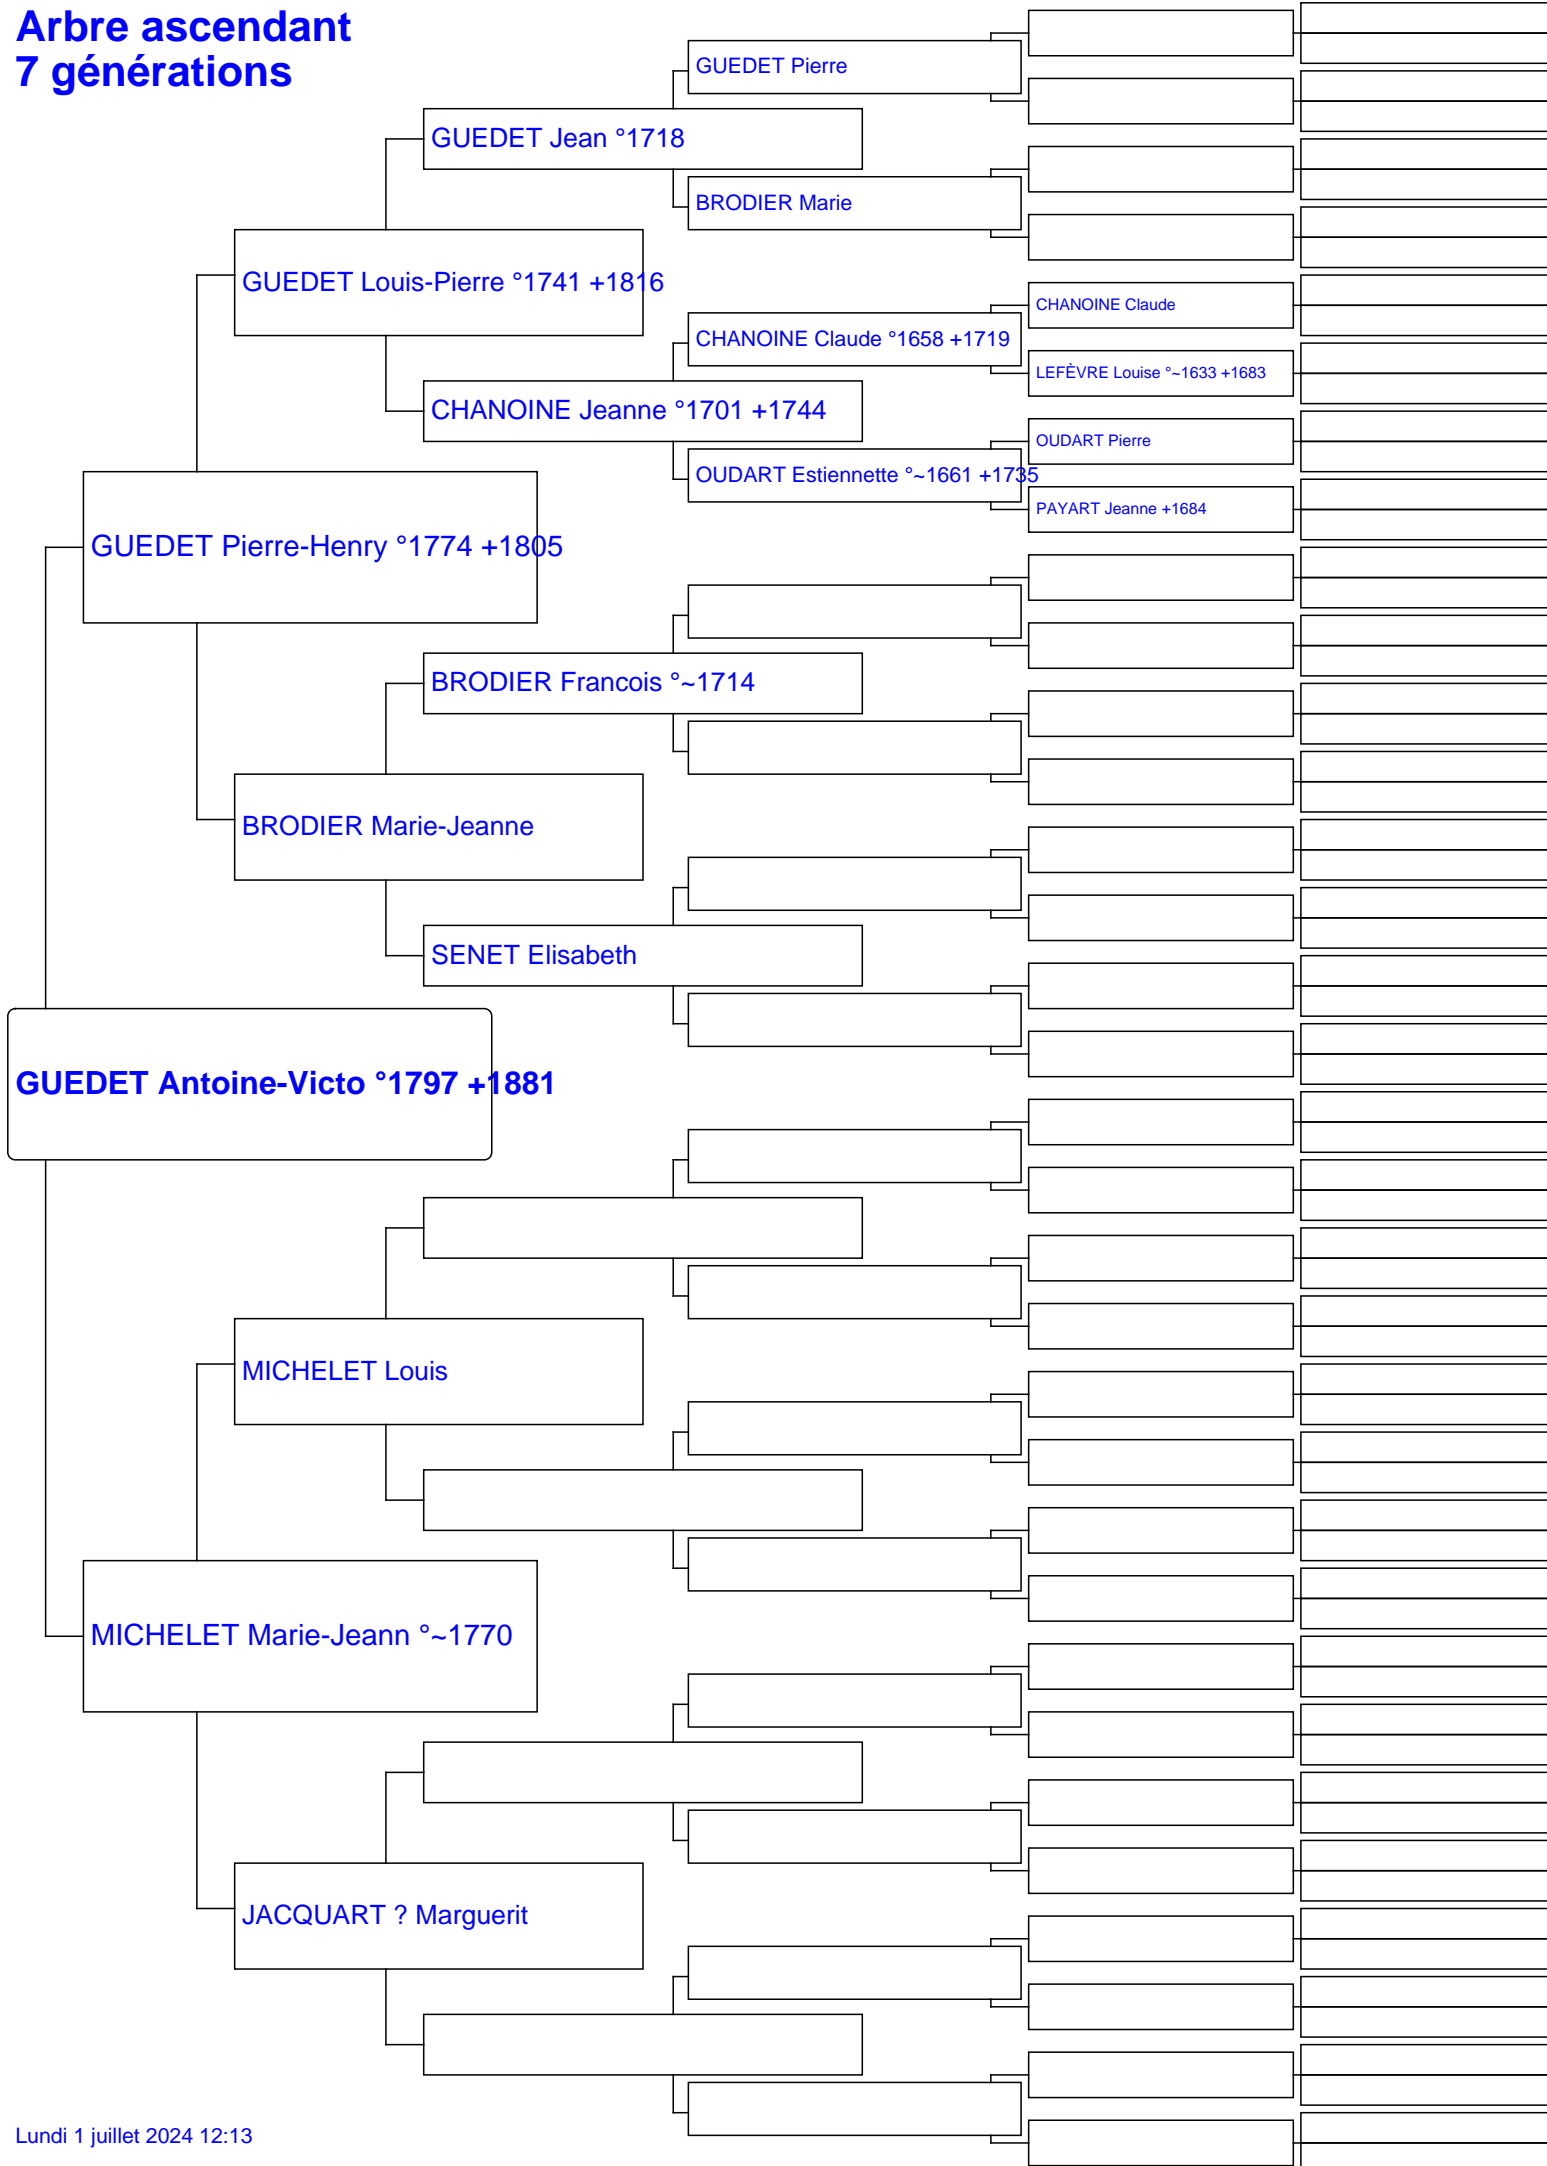 Arbre ascendant
7 générations
GUEDET Pierre
GUEDET Jean °1718
BRODIER Marie
GUEDET Louis-Pierre °1741 +1816
CHANOINE Claude
CHANOINE Claude °1658 +1719
LEFÈVRE Louise °~1633 +1683
CHANOINE Jeanne °1701 +1744
OUDART Pierre
OUDART Estiennette °~1661 +1735
PAYART Jeanne +1684
GUEDET Pierre-Henry °1774 +1805
BRODIER Francois °~1714
BRODIER Marie-Jeanne
SENET Elisabeth
GUEDET Antoine-Victo °1797 +1881
MICHELET Louis
MICHELET Marie-Jeann °~1770
JACQUART ? Marguerit
Lundi 1 juillet 2024 12:13